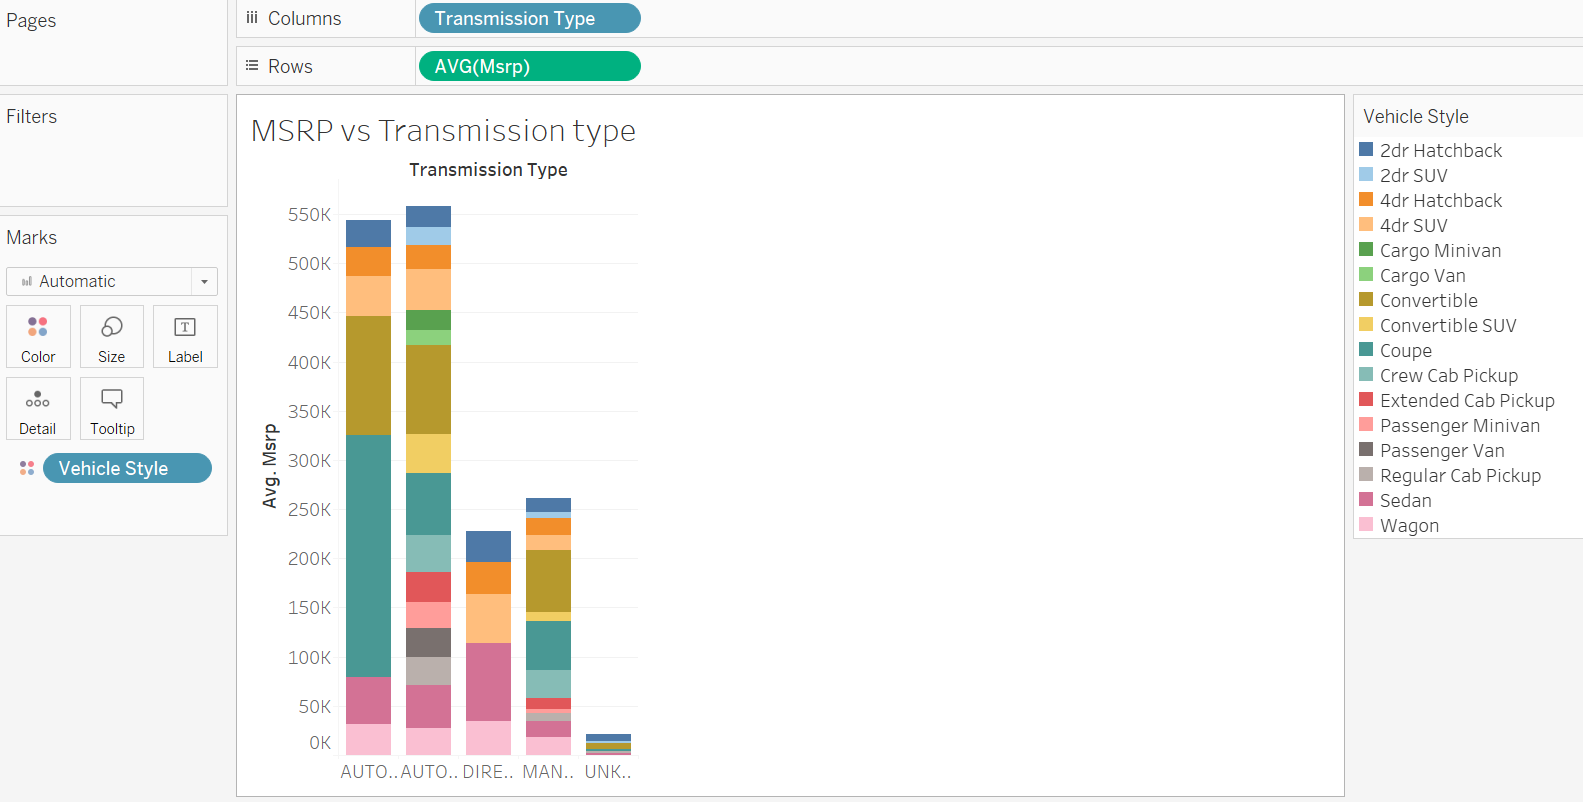 Pages
Columns
Transmission Type
Rows
AVG(Msrp)
Filters
Marks
Automatic
Color
Size
Label
Detail
Tooltip
Vehicle Style
MSRP vs Transmission type
Transmission Type
Avg. Msrp
550K
500K
450K
400K
350K
300K
250K
200K
150K
100K
50K
0K
AUTO.. AUTO.. DIRE.. MAN.. UNK..
Vehicle Style
2dr Hatchback
2dr SUV
4dr Hatchback
4dr SUV
Cargo Minivan
Cargo Van
Convertible
Convertible SUV
Coupe
Crew Cab Pickup
Extended Cab Pickup
Passenger Minivan
Passenger Van
Regular Cab Pickup
Sedan
Wagon